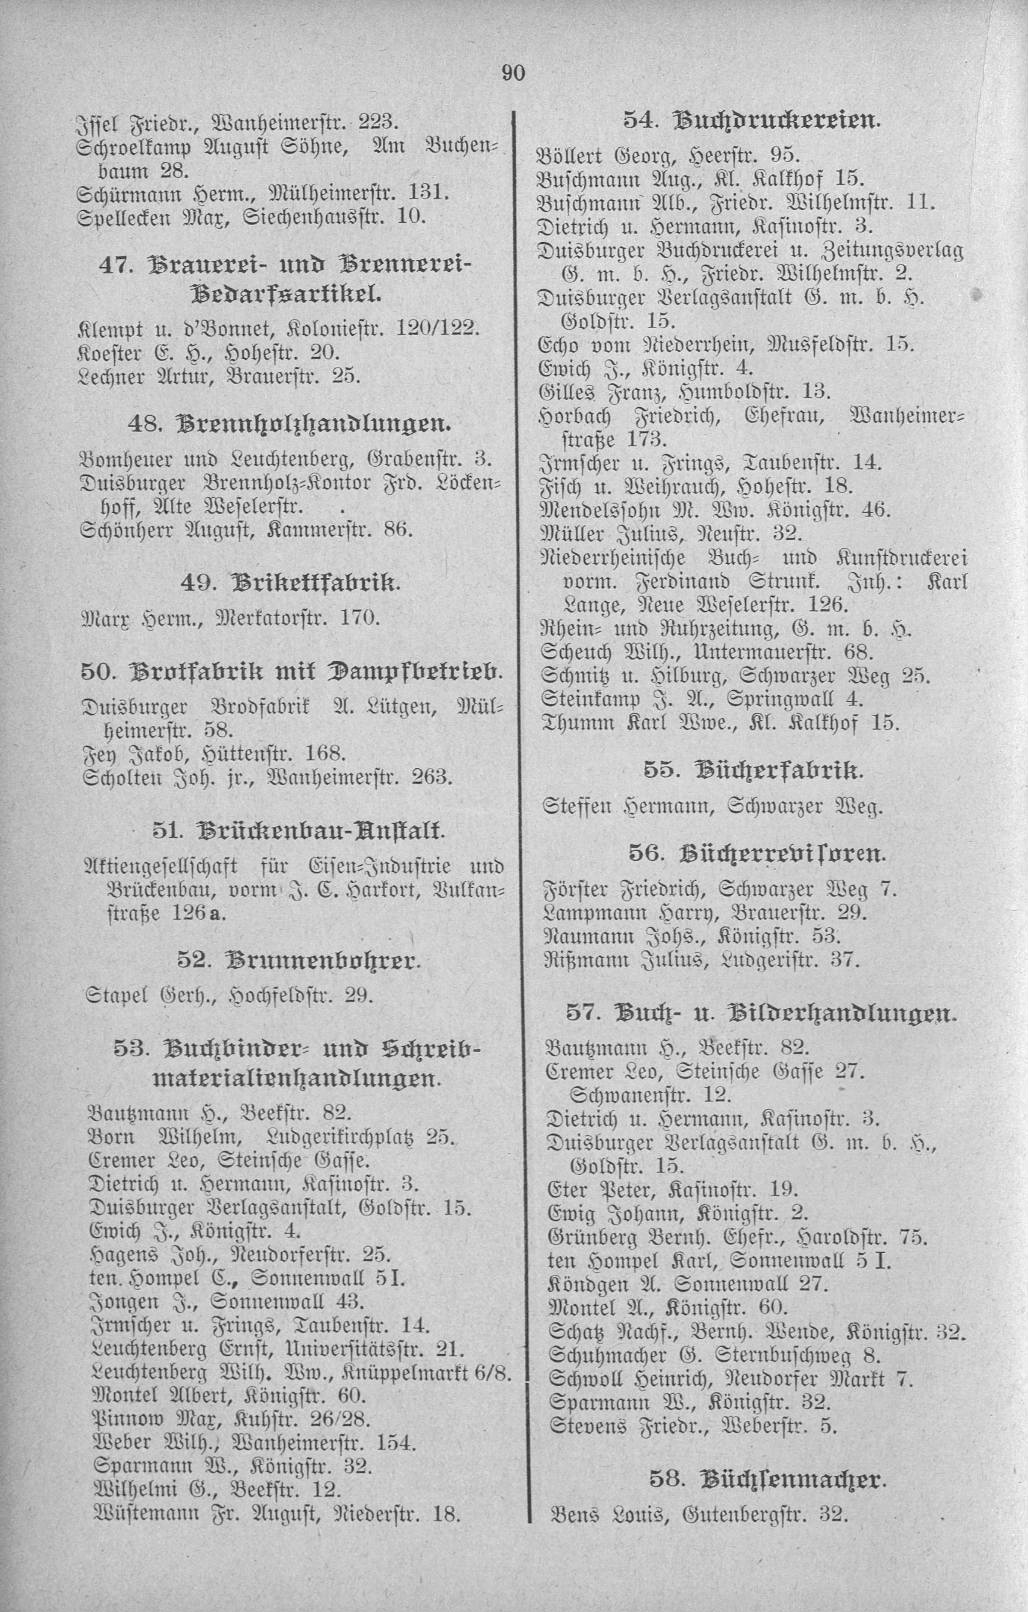 90
Issel Friedr., Wanheimerstr. 223.
Schroelkamp August Söhne, Am Buchen-
baum 28.
Schürmann Herm., Mülheimerstr. 131.
Spellecken Max, Siechenhausstr. 10.
47. Brauerei- und Brennerei-
Bedarfsartikel.
Klempt u. d'Bonnet, Koloniestr. 120/122.
Koester E. H., Hohestr. 20.
Lechner Artur, Brauerstr. 25.
48. Brennholzhandlungen.
Bomheuer und Leuchtenberg, Grabenstr. 3.
Duisburger Brennholz-Kontor Frd. Löcken-
hoff, Alte Weselerstr.
Schönherr August, Kammerstr. 86.
49. Brikettfabrik.
Marx Herm., Merkatorstr. 170.
50. Brotfabrik mit Dampfbetrieb.
Duisburger Brodfabrik A. Lütgen, Mül-
heimerstr. 58.
Fey Jakob, Hüttenstr. 168.
Scholten Joh. jr., Wanheimerstr. 263.
51. Brückenbau-Anstalt.
Aktiengesellschaft für Eisen-Industrie und
Brückenbau, vorm J. C. Harkort, Vulkan-
straße 126a.
52. Brunnenbohrer.
Stapel Gerh., Hochfeldstr. 29.
53. Buchbinder- und Schreib-
materialienhandlungen.
Bautzmann H., Beekstr. 82.
Born Wilhelm, Ludgerikirchplatz 25.
Cremer Leo, Steinsche Gasse.
Dietrich u. Hermann, Kasinostr. 3.
Duisburger Verlagsanstalt, Goldstr. 15.
Ewich J., Königstr. 4.
Hagens Joh., Neudorferstr. 25.
ten. Hompel C., Sonnenwall 5 I.
Jongen J., Sonnenwall 43.
Irmscher u. Frings, Taubenstr. 14.
Leuchtenberg Ernst, Universitätsstr. 21.
Leuchtenberg Wilh. Ww., Knüppelmarkt 6/8.
Montel Albert, Königstr. 60.
Pinnow Max, Kuhstr. 26/28.
Weber Wilh., Wanheimerstr. 154.
Sparmann W., Königstr. 32.
Wilhelmi G., Beekstr. 12.
Wüstemann Fr. August, Niederstr. 18.
54. Buchdruckereien.
Böllert Georg, Heerstr. 95.
Buschmann Aug., Kl. Kalkhof 15.
Buschmann Alb., Friedr. Wilhelmstr. 11.
Dietrich u. Hermann, Kasinostr. 3.
Duisburger Buchdruckerei u. Zeitungsverlag
G. m. b. H., Friedr. Wilhelmstr. 2.
Duisburger Verlagsanstalt G. m. b. H.
Goldstr. 15.
Echo vom Niederrhein, Musfeldstr. 15.
Ewich J., Königstr. 4.
Gilles Franz, Humboldstr. 13.
Horbach Friedrich, Ehefrau, Wanheimer-
straße 173.
Irmscher u. Frings, Taubenstr. 14.
Fisch u. Weihrauch, Hohestr. 18.
Mendelssohn M. Ww. Königstr. 46.
Müller Julius, Neustr. 32.
Niederrheinische Buch- und Kunstdruckerei
vorm. Ferdinand Strunk. Inh.: Karl
Lange, Neue Weselerstr. 126.
Rhein- und Ruhrzeitung, G. m. b. H.
Scheuch Wilh., Untermauerstr. 68.
Schmitz u. Hilburg, Schwarzer Weg 25.
Steinkamp J. A., Springwall 4.
Thumm Karl Wwe., Kl. Kalkhof 15.
55. Bücherfabrik.
Steffen Hermann, Schwarzer Weg.
56. Bücherrevisoren.
Förster Friedrich, Schwarzer Weg 7.
Lampmann Harry, Brauerstr. 29.
Naumann Johs., Königstr. 53.
Rißmann Julius, Ludgeristr. 37.
57. Buch- u. Bilderhandlungen.
Bautzmann H., Beekstr. 82.
Cremer Leo, Steinsche Gasse 27.
Schwanenstr. 12.
Dietrich u. Hermann, Kasinostr. 3.
Duisburger Verlagsanstalt G. m. b. H.,
Goldstr. 15.
Eter Peter, Kasinostr. 19.
Ewig Johann, Königstr. 2.
Grünberg Bernh. Ehefr., Haroldstr. 75.
ten Hompel Karl, Sonnenwall 5 I.
Köndgen A. Sonnenwall 27.
Montel A., Königstr. 60.
Schatz Nachf., Bernh. Wende, Königstr. 32.
Schuhmacher G. Sternbuschweg 8.
Schwoll Heinrich, Neudorfer Markt 7.
Sparmann W., Königstr. 32.
Stevens Friedr., Weberstr. 5.
58. Büchsenmacher.
Bens Louis, Gutenbergstr. 32.